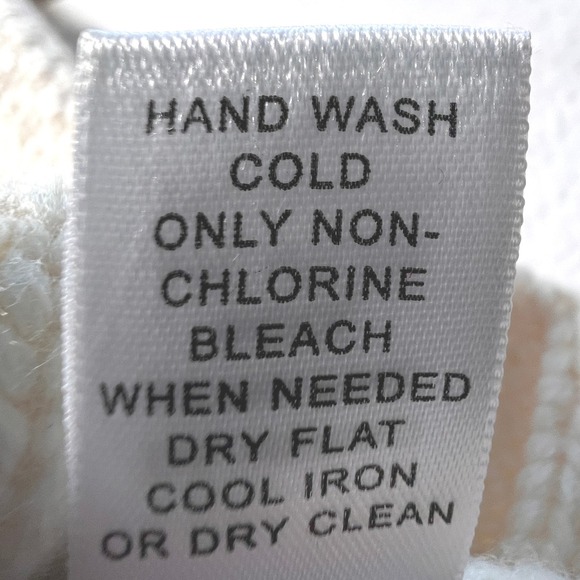 HAND WASH
COLD
ONLY NON-
CHLORINE
BLEACH
WHEN NEEDED
DRY FLAT
COOL IRON
OR DRY CLEAN